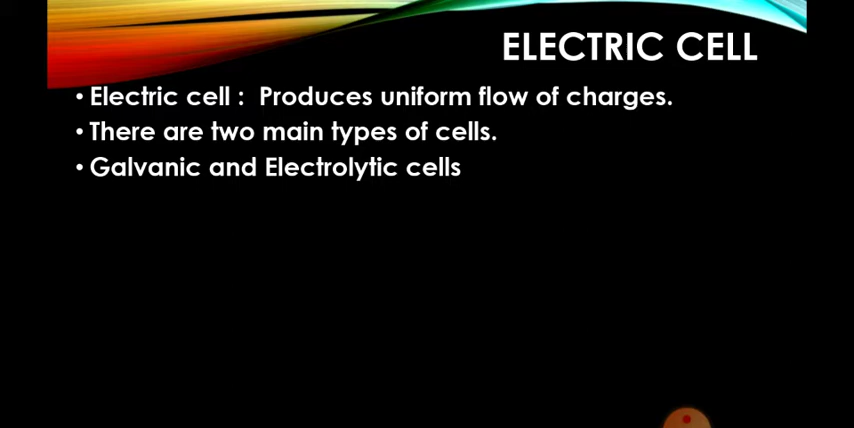 ELECTRIC CELL
• Electric cell : Produces uniform flow of charges.
• There are two main types of cells.
• Galvanic and Electrolytic cells